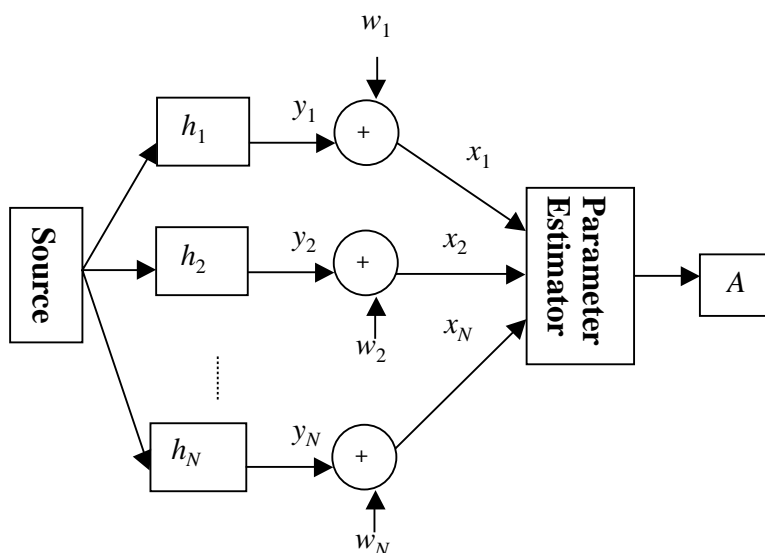 w1
h1
y1
+
x1
Source
h2
y2
+
x2
w2
Parameter
Estimator
A
xN
hN
yN
+
wN